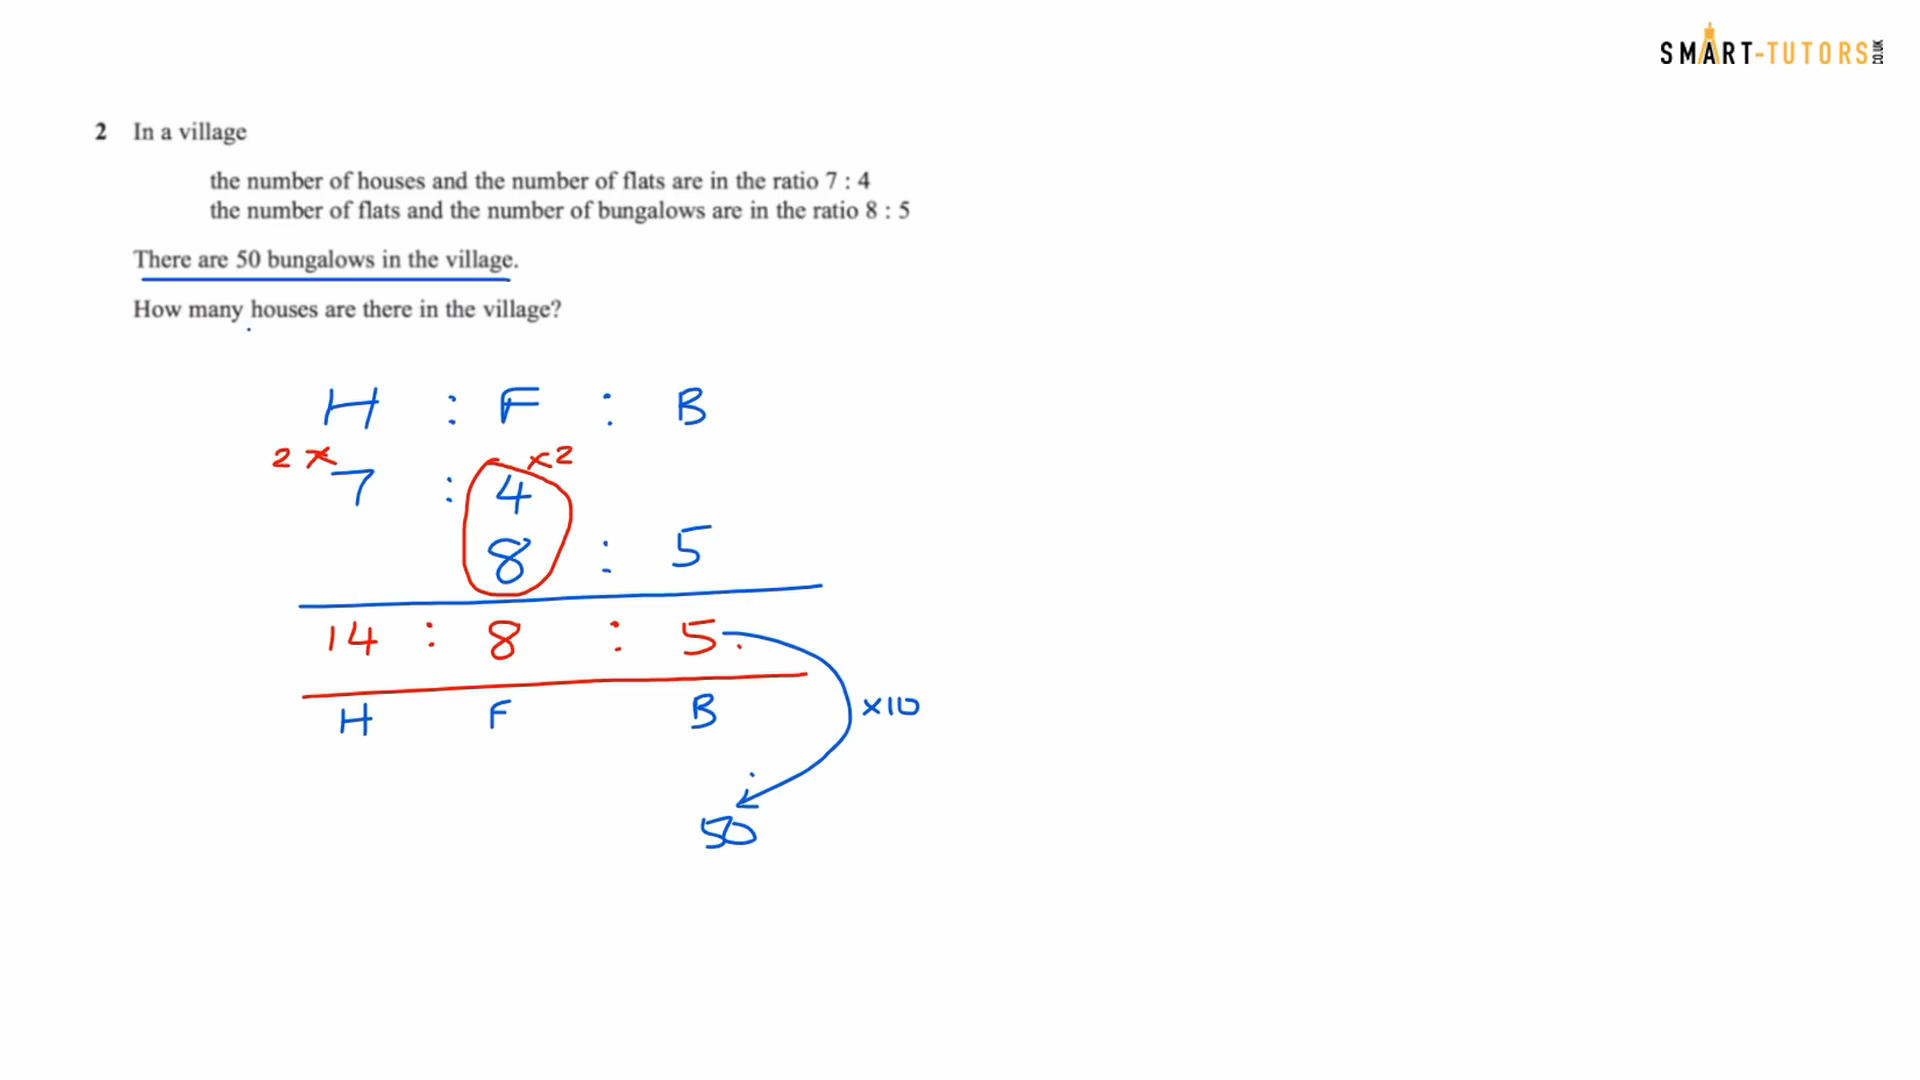 SMART-TUTORS.CO.UK
2 In a village
the number of houses and the number of flats are in the ratio 7 : 4
the number of flats and the number of bungalows are in the ratio 8 : 5
There are 50 bungalows in the village.
How many houses are there in the village?
H : F : B
2 × ×2
7 : 4
8 : 5
14 : 8 : 5
H F B
×10
50